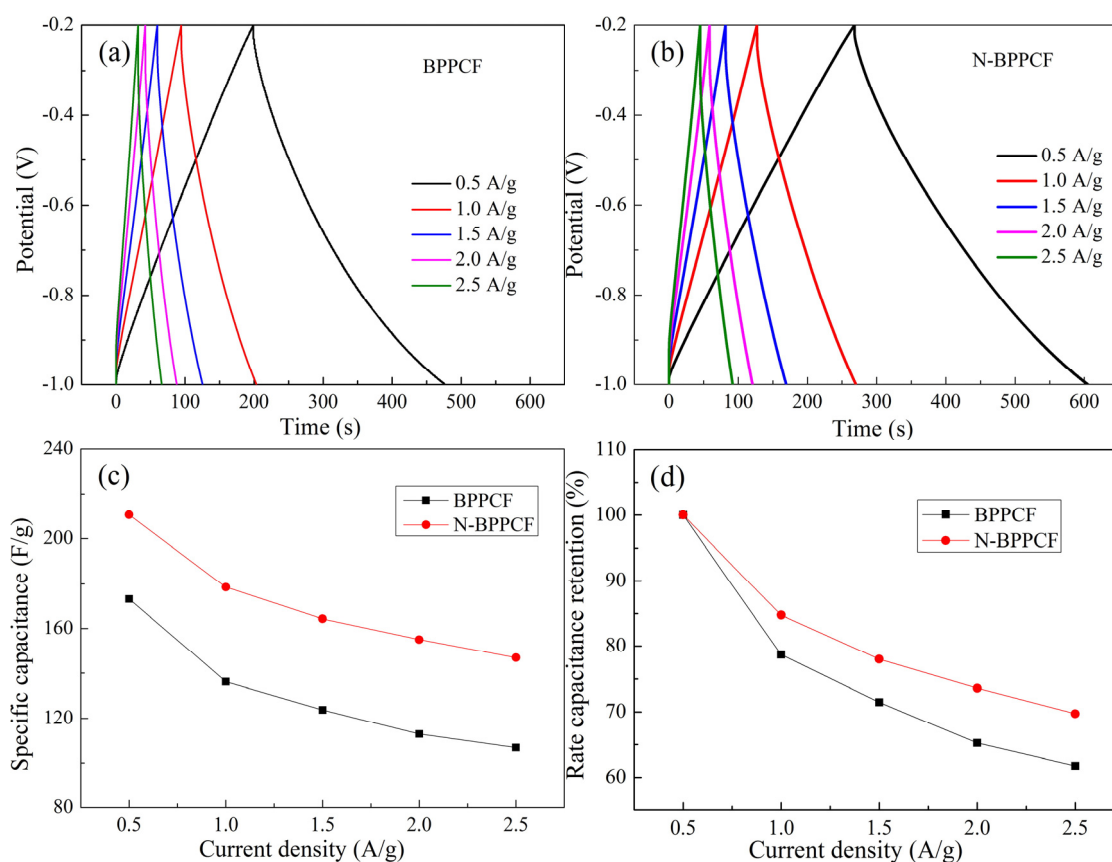 (a)
BPPCF
0.5 A/g
1.0 A/g
1.5 A/g
2.0 A/g
2.5 A/g
Potential (V)
-0.2
-0.4
-0.6
-0.8
-1.0
0 100 200 300 400 500 600
Time (s)
(b)
N-BPPCF
0.5 A/g
1.0 A/g
1.5 A/g
2.0 A/g
2.5 A/g
Potential (V)
-0.2
-0.4
-0.6
-0.8
-1.0
0 100 200 300 400 500 600
Time (s)
(c)
BPPCF
N-BPPCF
Specific capacitance (F/g)
240
200
160
120
80
0.5 1.0 1.5 2.0 2.5
Current density (A/g)
(d)
BPPCF
N-BPPCF
Rate capacitance retention (%)
110
100
90
80
70
60
0.5 1.0 1.5 2.0 2.5
Current density (A/g)